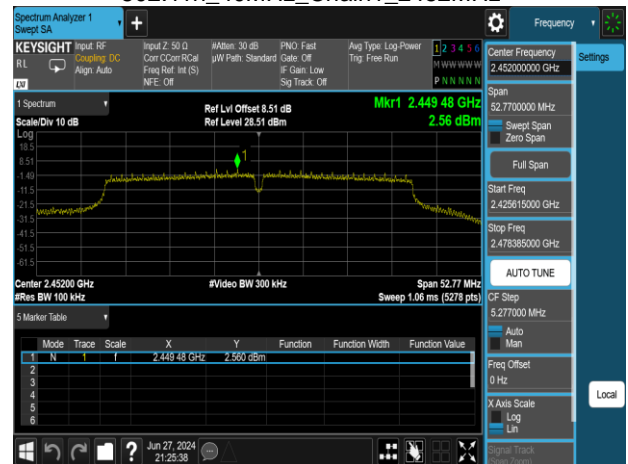 Spectrum Analyzer 1
Swept SA
Frequency
KEYSIGHT
RL
LXI
Input: RF
Coupling: DC
Align: Auto
Input Z: 50 Ω
Corr CCorr RCal
Freq Ref: Int (S)
NFE: Off
#Atten: 30 dB
µW Path: Standard
PNO: Fast
Gate: Off
IF Gain: Low
Sig Track: Off
Avg Type: Log-Power
Trig: Free Run
1 2 3 4 5 6
M W W W W W
P N N N N N
1 Spectrum
Scale/Div 10 dB
Ref Lvl Offset 8.51 dB
Ref Level 28.51 dBm
Mkr1 2.449 48 GHz
2.56 dBm
Log
18.5
8.51
-1.49
-11.5
-21.5
-31.5
-41.5
-51.5
-61.5
1
Center 2.45200 GHz
#Res BW 100 kHz
#Video BW 300 kHz
Span 52.77 MHz
Sweep 1.06 ms (5278 pts)
5 Marker Table
Mode Trace Scale X Y Function Function Width Function Value
1 N 1 f 2.449 48 GHz 2.560 dBm
2
3
4
5
6
Jun 27, 2024
21:25:38
Center Frequency
2.452000000 GHz
Settings
Span
52.7700000 MHz
Swept Span
Zero Span
Full Span
Start Freq
2.425615000 GHz
Stop Freq
2.478385000 GHz
AUTO TUNE
CF Step
5.277000 MHz
Auto
Man
Freq Offset
0 Hz
X Axis Scale
Log
Lin
Local
Signal Track
(Span Zoom)